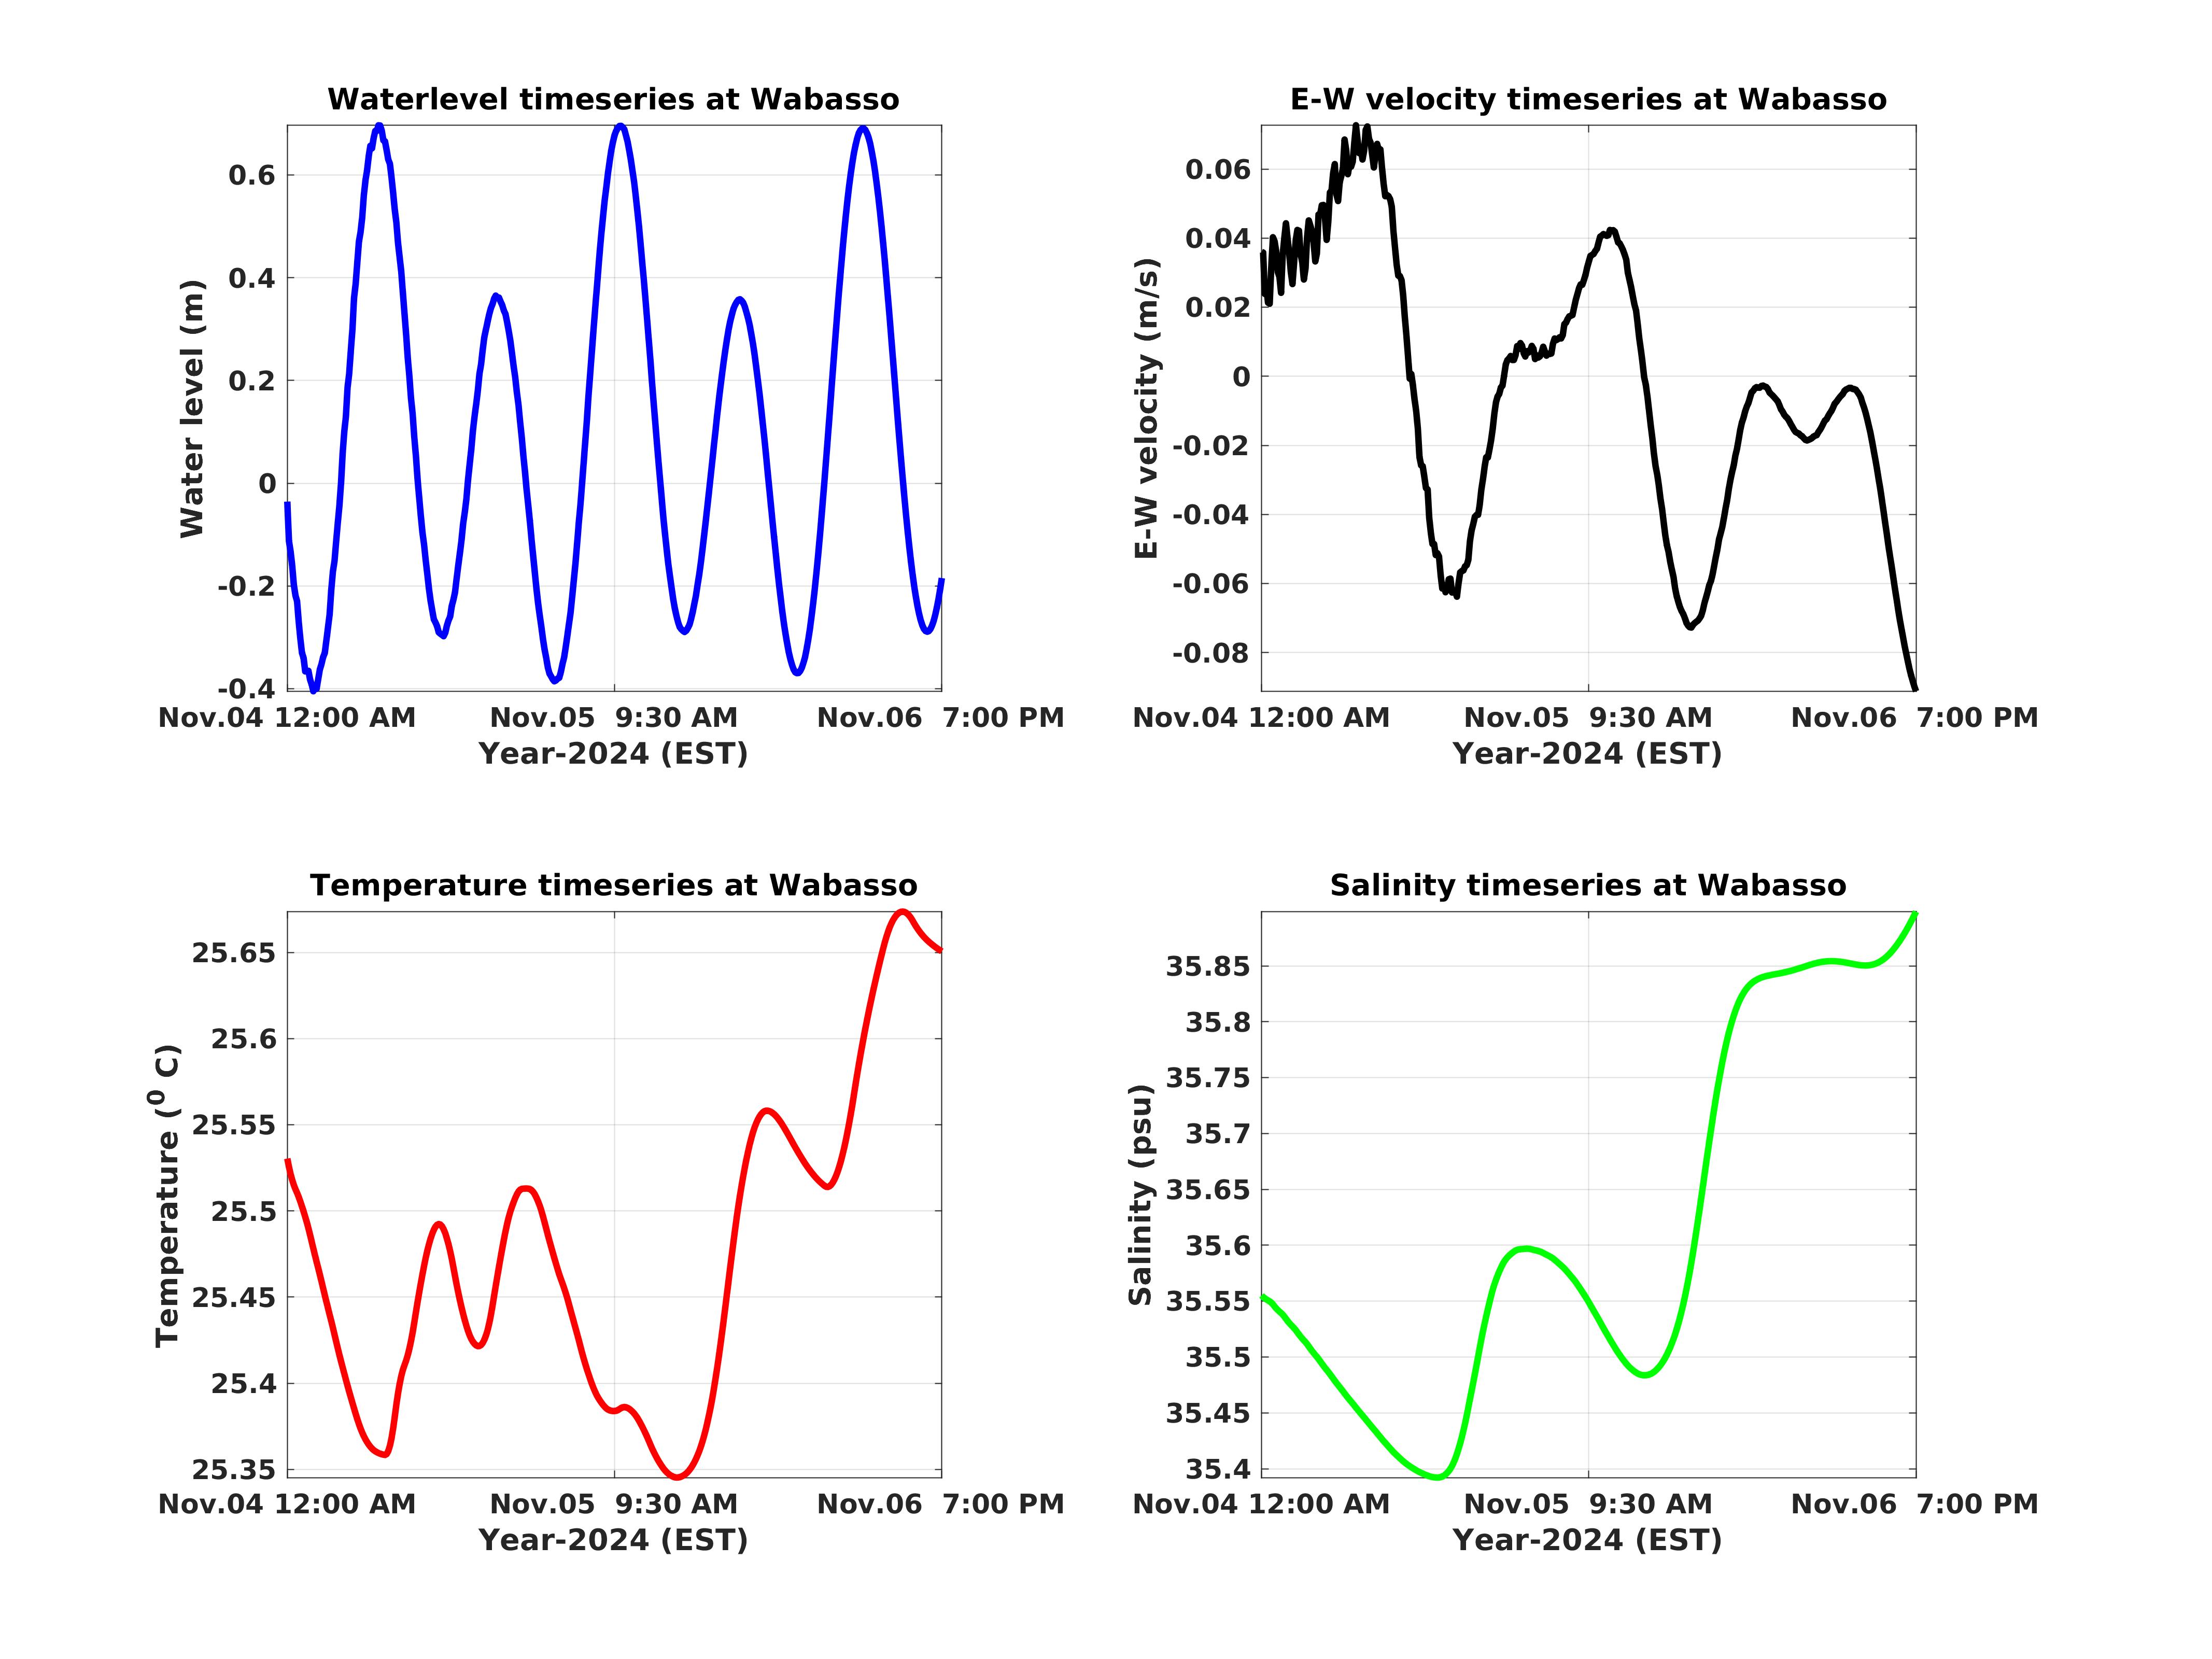 Waterlevel timeseries at Wabasso
Water level (m)
0.6
0.4
0.2
0
-0.2
-0.4
Nov.04 12:00 AM Nov.05 9:30 AM Nov.06 7:00 PM
Year-2024 (EST)
E-W velocity timeseries at Wabasso
E-W velocity (m/s)
0.06
0.04
0.02
0
-0.02
-0.04
-0.06
-0.08
Nov.04 12:00 AM Nov.05 9:30 AM Nov.06 7:00 PM
Year-2024 (EST)
Temperature timeseries at Wabasso
Temperature (⁰ C)
25.65
25.6
25.55
25.5
25.45
25.4
25.35
Nov.04 12:00 AM Nov.05 9:30 AM Nov.06 7:00 PM
Year-2024 (EST)
Salinity timeseries at Wabasso
Salinity (psu)
35.85
35.8
35.75
35.7
35.65
35.6
35.55
35.5
35.45
35.4
Nov.04 12:00 AM Nov.05 9:30 AM Nov.06 7:00 PM
Year-2024 (EST)